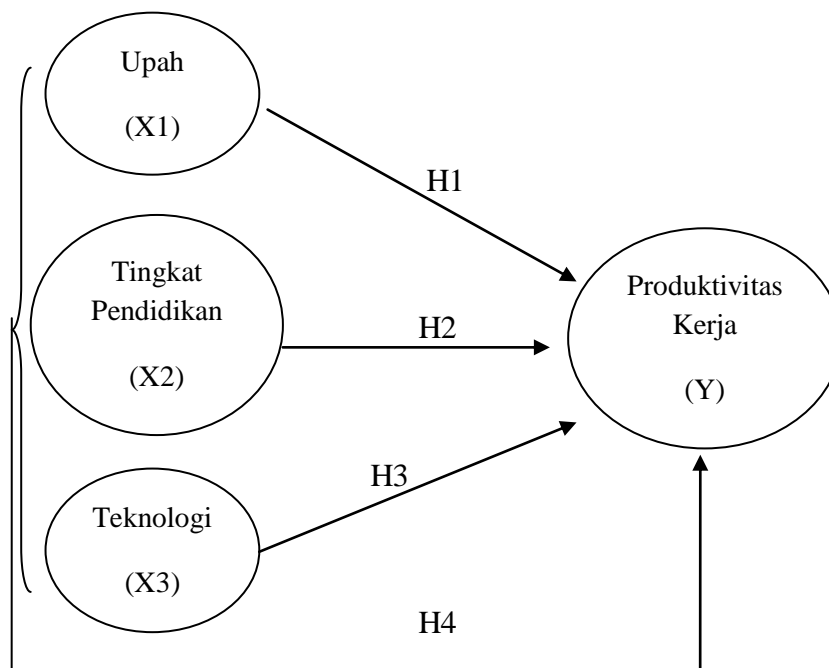 Upah
(X1)
H1
Tingkat
Pendidikan
(X2)
H2
Produktivitas
Kerja
(Y)
H3
Teknologi
(X3)
H4